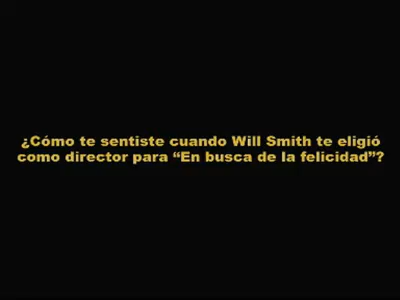 ¿Cómo te sentiste cuando Will Smith te eligió
como director para “En busca de la felicidad”?